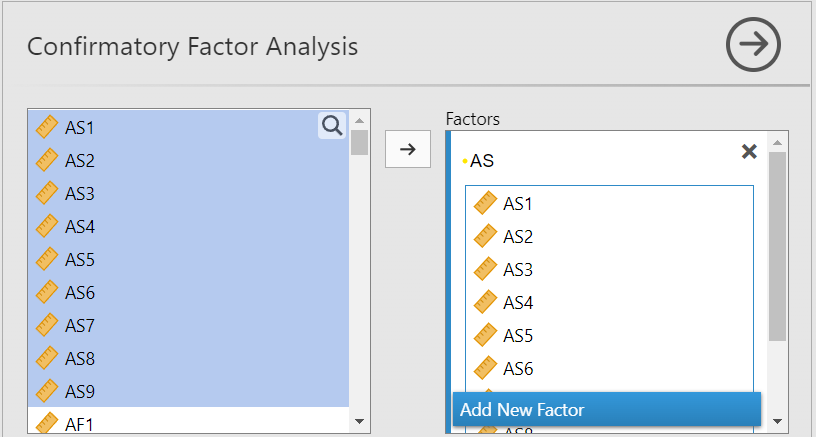 Confirmatory Factor Analysis
AS1
AS2
AS3
AS4
AS5
AS6
AS7
AS8
AS9
AF1
Factors
AS
AS1
AS2
AS3
AS4
AS5
AS6
Add New Factor
AS8